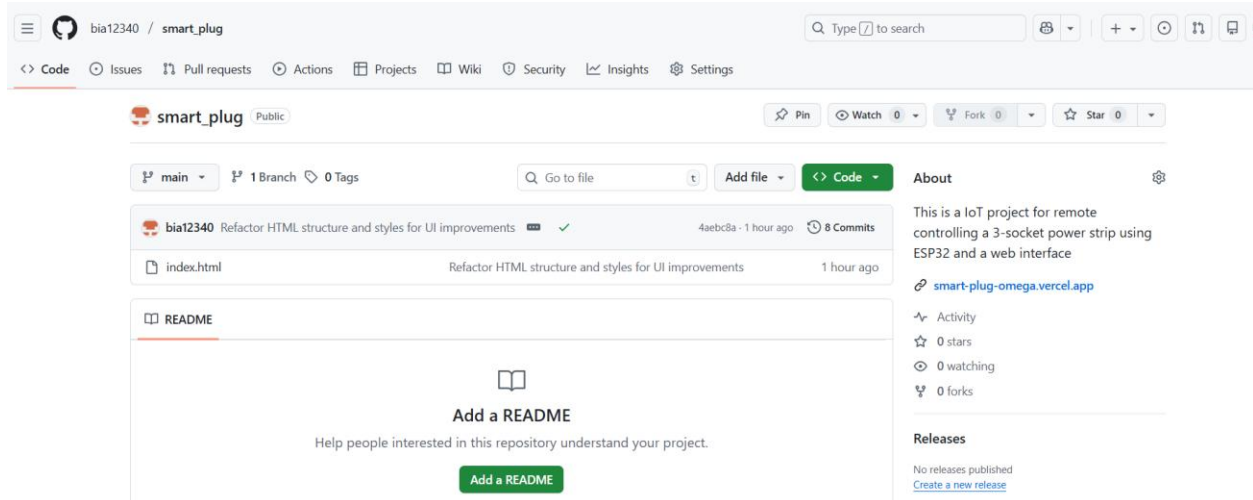 bia12340 / smart_plug
Type / to search
Code Issues Pull requests Actions Projects Wiki Security Insights Settings
smart_plug Public
Pin Watch 0 Fork 0 Star 0
main 1 Branch 0 Tags
Go to file t
Add file
Code
bia12340 Refactor HTML structure and styles for UI improvements 4aebc8a · 1 hour ago 8 Commits
index.html Refactor HTML structure and styles for UI improvements 1 hour ago
README
Add a README
Help people interested in this repository understand your project.
Add a README
About
This is a IoT project for remote
controlling a 3-socket power strip using
ESP32 and a web interface
smart-plug-omega.vercel.app
Activity
0 stars
0 watching
0 forks
Releases
No releases published
Create a new release